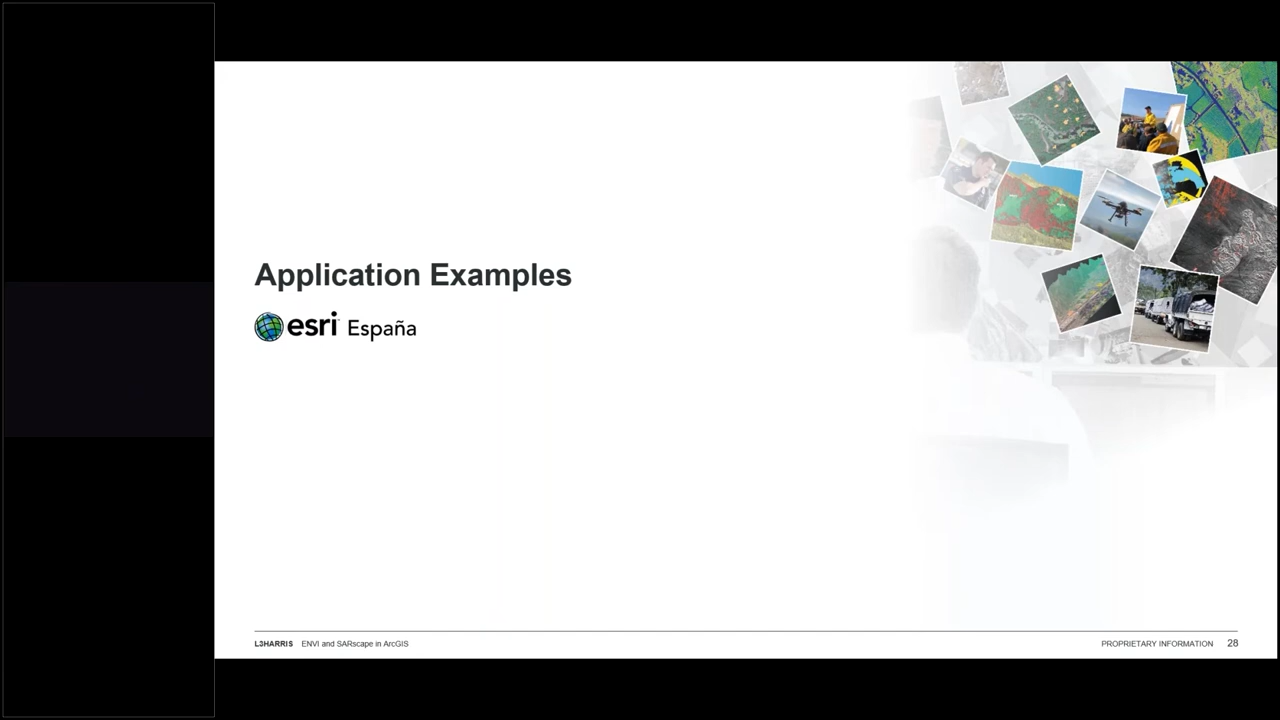 Application Examples
esri España
L3HARRIS ENVI and SARscape in ArcGIS
PROPRIETARY INFORMATION 28